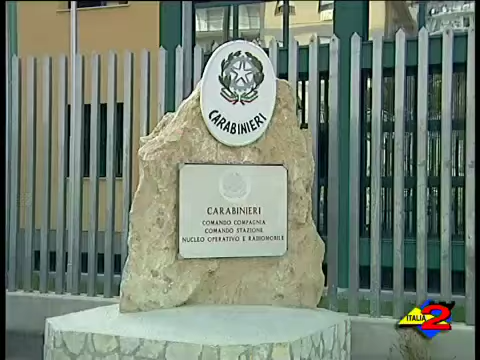 CARABINIERI
CARABINIERI
COMANDO COMPAGNIA
COMANDO STAZIONE
NUCLEO OPERATIVO E RADIOMOBILE
ITALIA 2